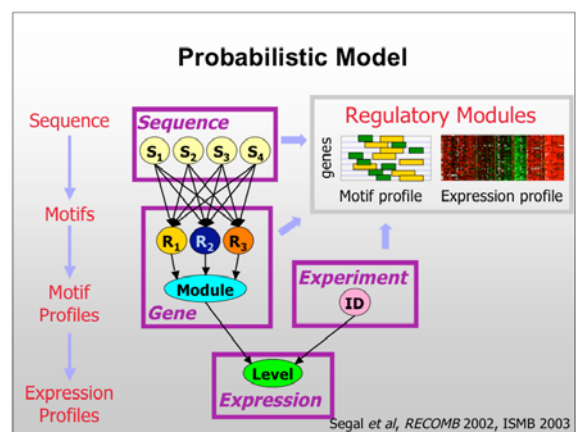 Probabilistic Model
Sequence
Motifs
Motif
Profiles
Expression
Profiles
Sequence
S1 S2 S3 S4
R1 R2 R3
Module
Gene
Experiment
ID
Level
Expression
Regulatory Modules
genes
Motif profile
Expression profile
Segal et al, RECOMB 2002, ISMB 2003